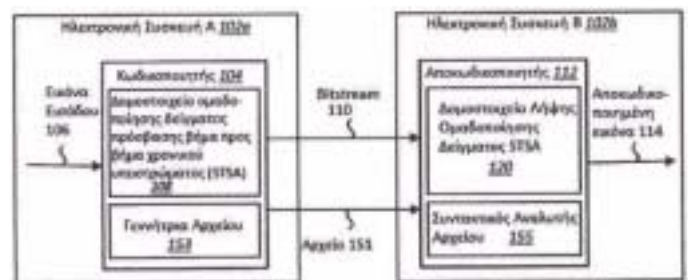 Ηλεκτρονική Συσκευή Α 102a
Εικόνα
Εισόδου
106
Κωδικοποιητής 104
Δομοστοιχείο ομαδο-
ποίησης δείγματος
πρόσβασης βήμα προς
βήμα χρονικού
υποστρώματος (STSA)
108
Γεννήτρια Αρχείου
153
Bitstream
110
Αρχείο 151
Ηλεκτρονική Συσκευή Β 102b
Αποκωδικοποιητής 112
Δομοστοιχείο Λήψης
Ομαδοποίησης
Δείγματος STSA
120
Συντακτικός Αναλυτής
Αρχείου 155
Αποκωδικο-
ποιημένη
εικόνα 114